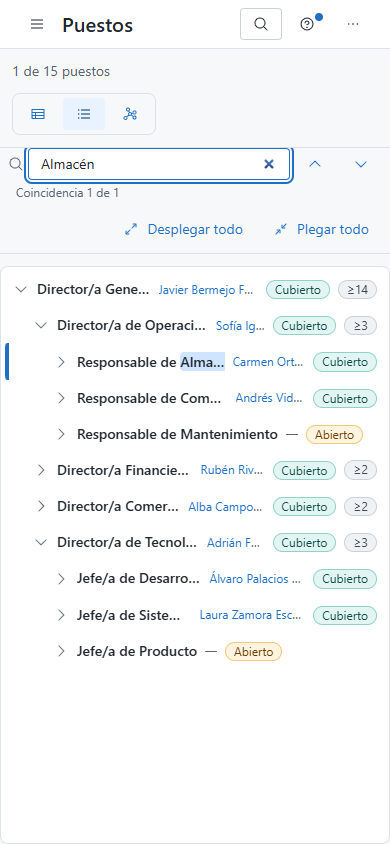 Puestos
1 de 15 puestos
Almacén
Coincidencia 1 de 1
Desplegar todo Plegar todo
Director/a Gene... Javier Bermejo F... Cubierto ≥14
Director/a de Operaci... Sofía Ig... Cubierto ≥3
Responsable de Alma... Carmen Ort... Cubierto
Responsable de Com... Andrés Vid... Cubierto
Responsable de Mantenimiento — Abierto
Director/a Financie... Rubén Riv... Cubierto ≥2
Director/a Comer... Alba Campo... Cubierto ≥2
Director/a de Tecnol... Adrián F... Cubierto ≥3
Jefe/a de Desarro... Álvaro Palacios ... Cubierto
Jefe/a de Siste... Laura Zamora Esc... Cubierto
Jefe/a de Producto — Abierto